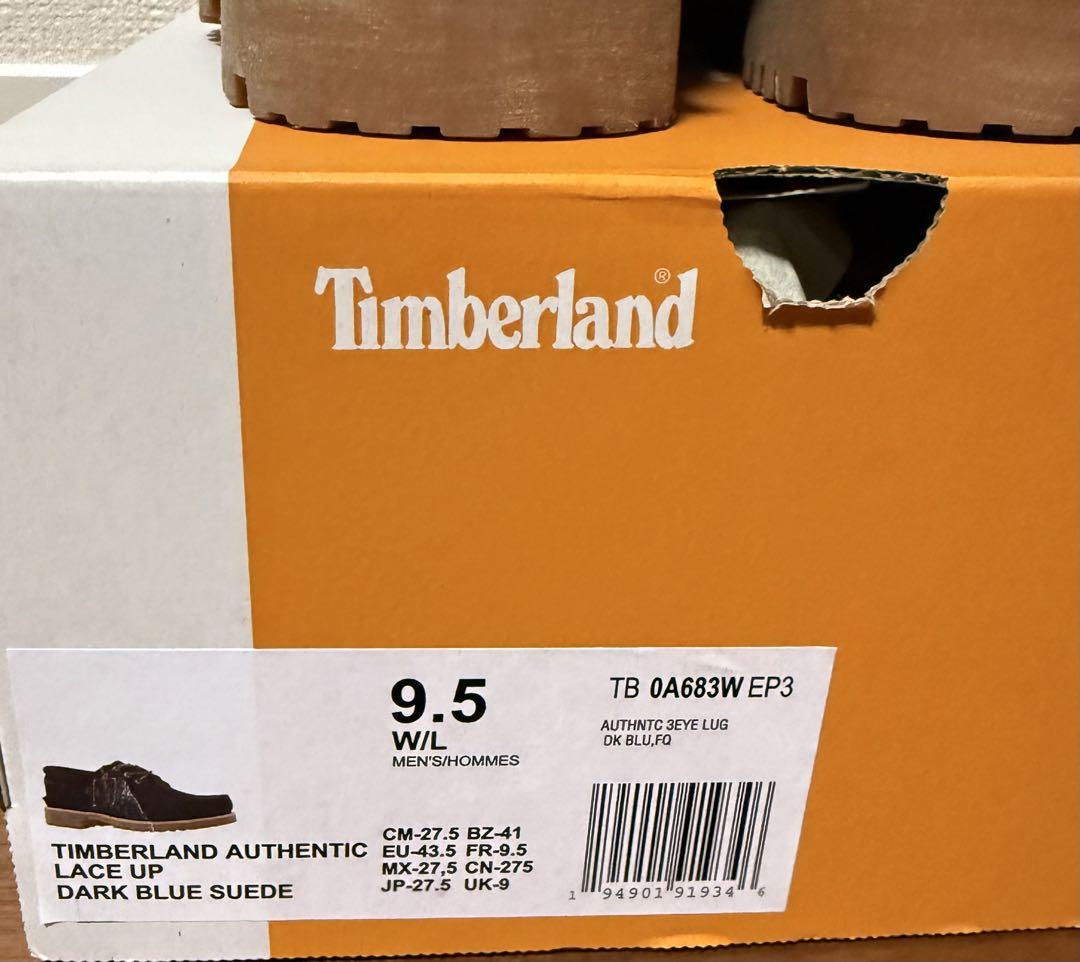 Timberland®
9.5
W/L
MEN'S/HOMMES
TB 0A683W EP3
AUTHNTC 3EYE LUG
DK BLU,FQ
TIMBERLAND AUTHENTIC
LACE UP
DARK BLUE SUEDE
CM-27.5 BZ-41
EU-43.5 FR-9.5
MX-27,5 CN-275
JP-27.5 UK-9
1 94901 91934 6